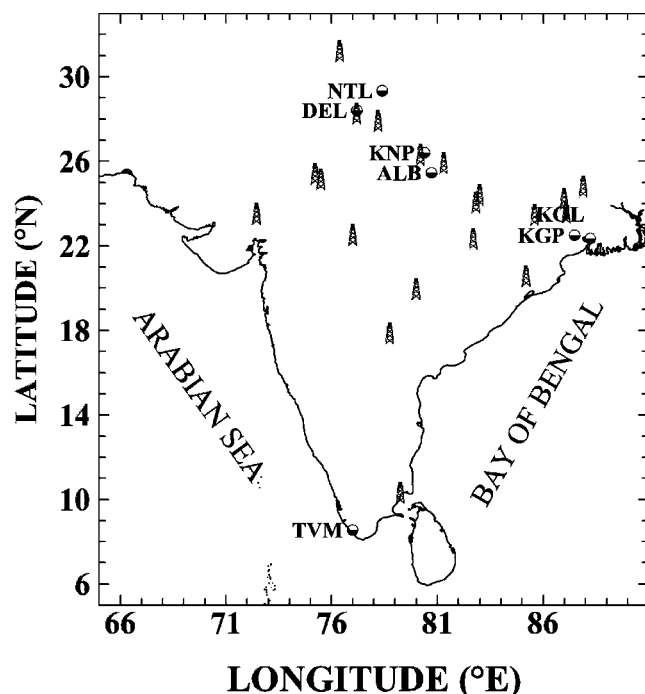 30
NTL
DEL
26
KNP
ALB
22
KGL
KGP
18
14
10
TVM
6
LATITUDE (°N)
ARABIAN SEA
BAY OF BENGAL
66 71 76 81 86
LONGITUDE (°E)